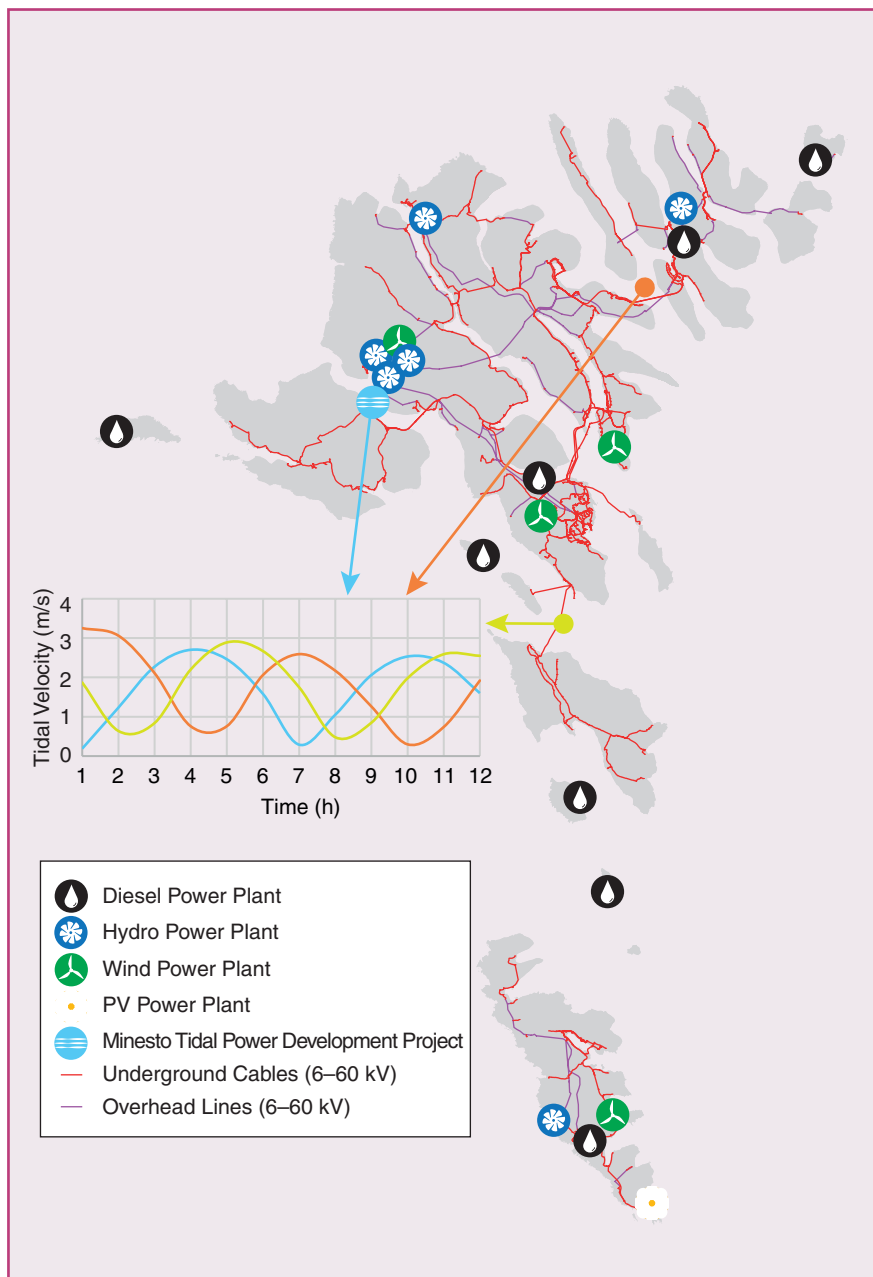 Tidal Velocity (m/s)
4
3
2
1
0
1 2 3 4 5 6 7 8 9 10 11 12
Time (h)
Diesel Power Plant
Hydro Power Plant
Wind Power Plant
PV Power Plant
Minesto Tidal Power Development Project
Underground Cables (6–60 kV)
Overhead Lines (6–60 kV)